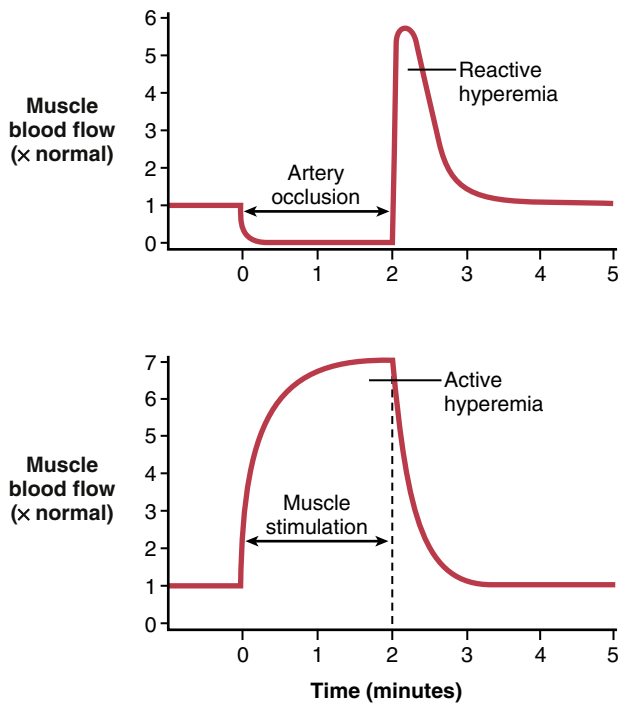 6
5
4
3
2
1
0
Muscle
blood flow
(× normal)
Reactive
hyperemia
Artery
occlusion
0 1 2 3 4 5
7
6
5
4
3
2
1
0
Muscle
blood flow
(× normal)
Active
hyperemia
Muscle
stimulation
0 1 2 3 4 5
Time (minutes)